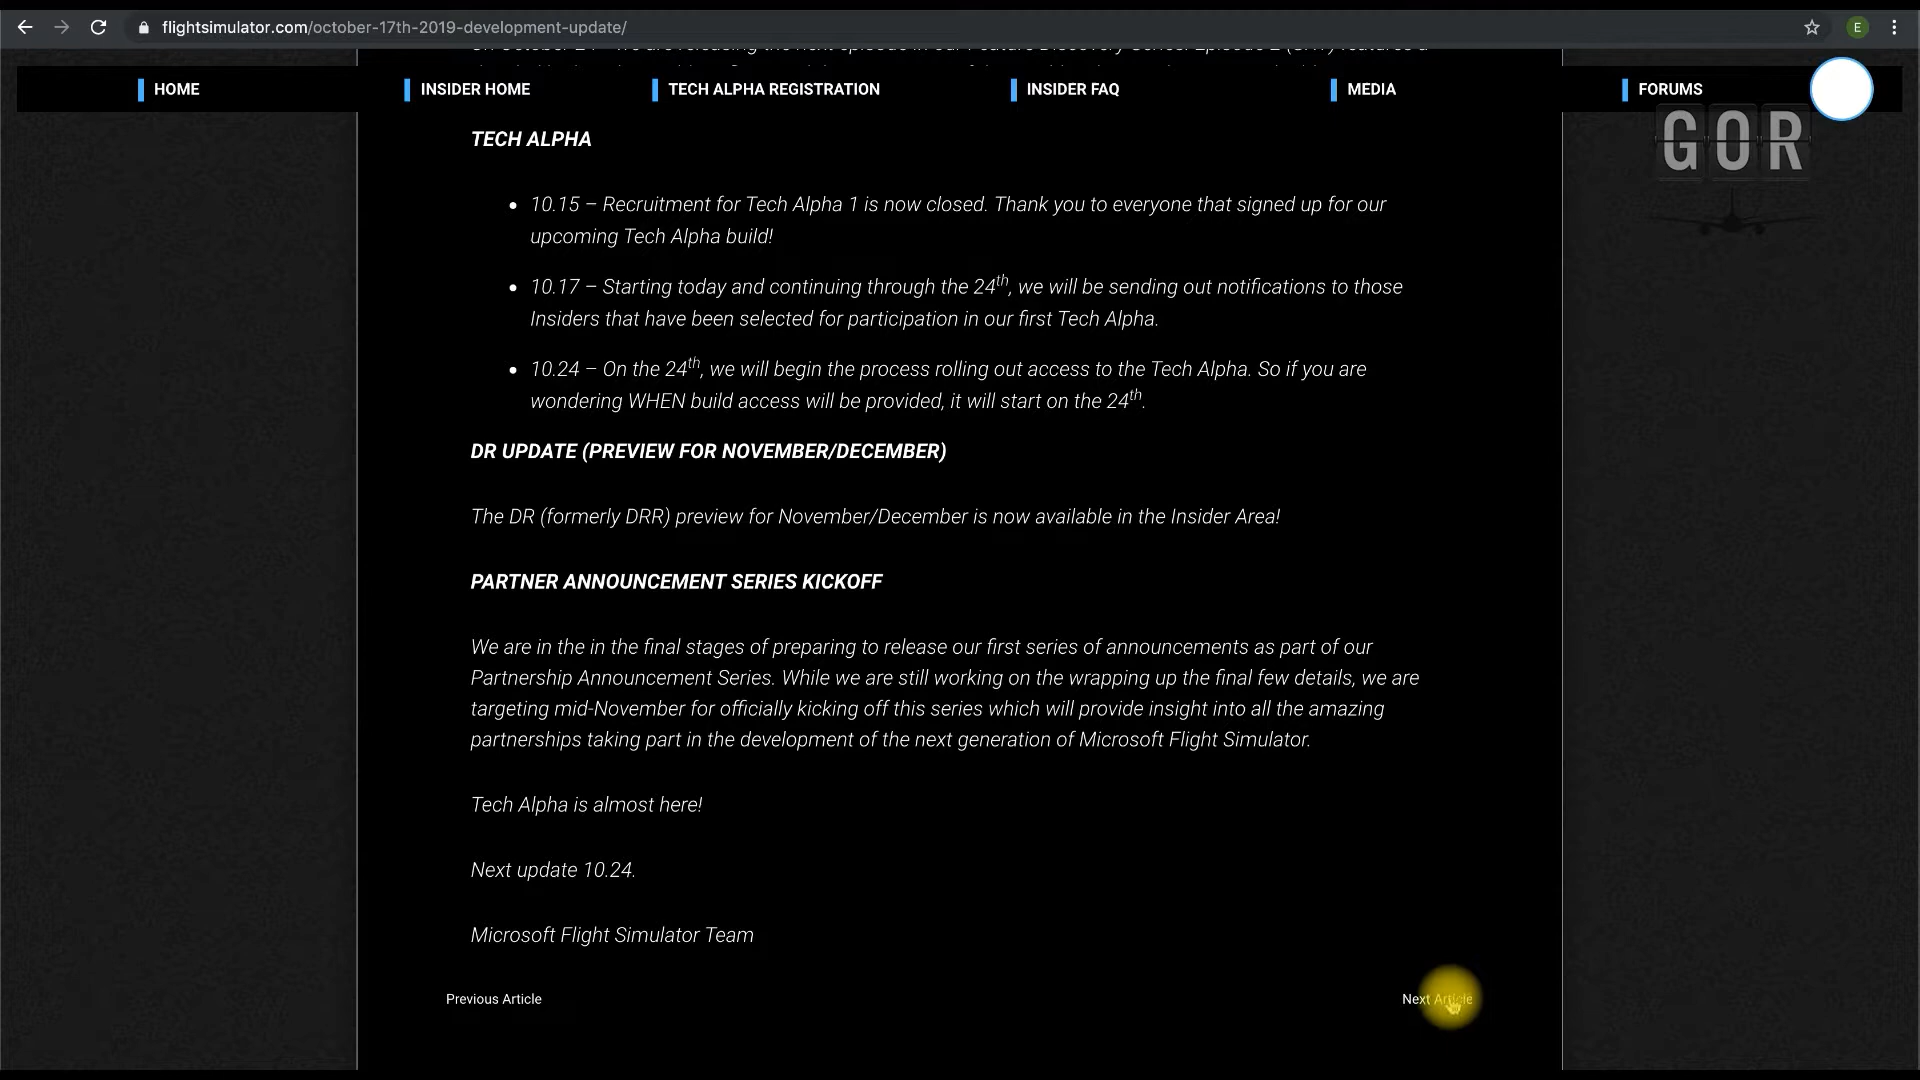 flightsimulator.com/october-17th-2019-development-update/
E
HOME
INSIDER HOME
TECH ALPHA REGISTRATION
INSIDER FAQ
MEDIA
FORUMS
GOR
TECH ALPHA
• 10.15 – Recruitment for Tech Alpha 1 is now closed. Thank you to everyone that signed up for our
upcoming Tech Alpha build!
• 10.17 – Starting today and continuing through the 24th, we will be sending out notifications to those
Insiders that have been selected for participation in our first Tech Alpha.
• 10.24 – On the 24th, we will begin the process rolling out access to the Tech Alpha. So if you are
wondering WHEN build access will be provided, it will start on the 24th.
DR UPDATE (PREVIEW FOR NOVEMBER/DECEMBER)
The DR (formerly DRR) preview for November/December is now available in the Insider Area!
PARTNER ANNOUNCEMENT SERIES KICKOFF
We are in the in the final stages of preparing to release our first series of announcements as part of our
Partnership Announcement Series. While we are still working on the wrapping up the final few details, we are
targeting mid-November for officially kicking off this series which will provide insight into all the amazing
partnerships taking part in the development of the next generation of Microsoft Flight Simulator.
Tech Alpha is almost here!
Next update 10.24.
Microsoft Flight Simulator Team
Previous Article
Next Article